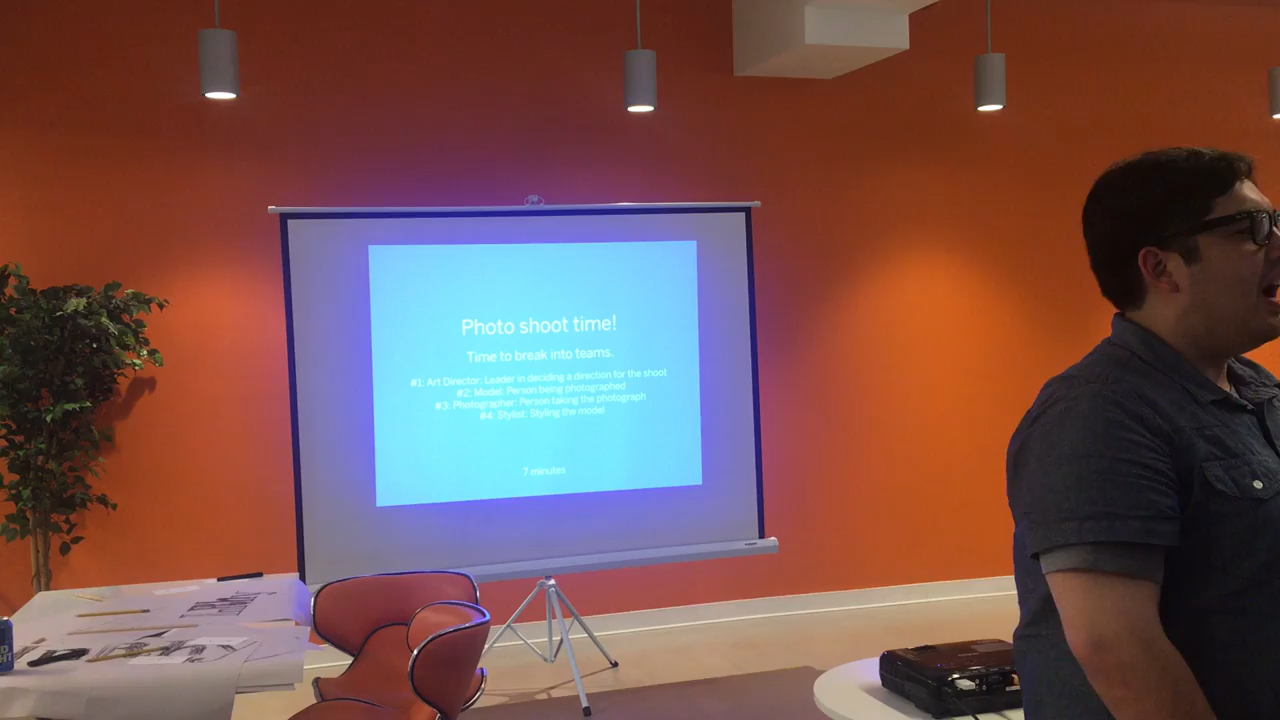 Photo shoot time!
Time to break into teams.
#1: Art Director: Leader in deciding a direction for the shoot
#2: Model: Person being photographed
#3: Photographer: Person taking the photograph
#4: Stylist: Styling the model
7 minutes